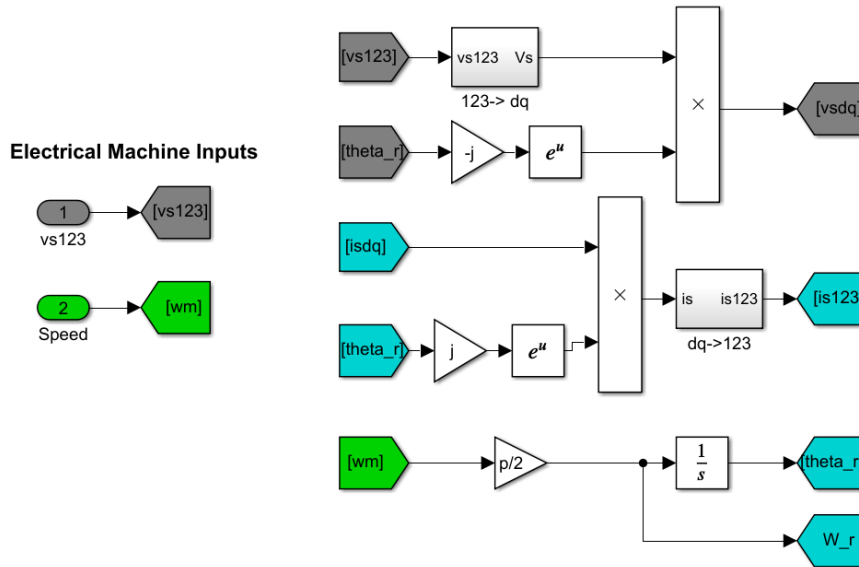 Electrical Machine Inputs
1
vs123
[vs123]
2
Speed
[wm]
[vs123]
vs123 Vs
123-> dq
×
[vsdq]
[theta_r]
-j
e^u
[isdq]
×
is is123
dq->123
[is123
[theta_r]
j
e^u
[wm]
p/2
1
s
[theta_r
W_r